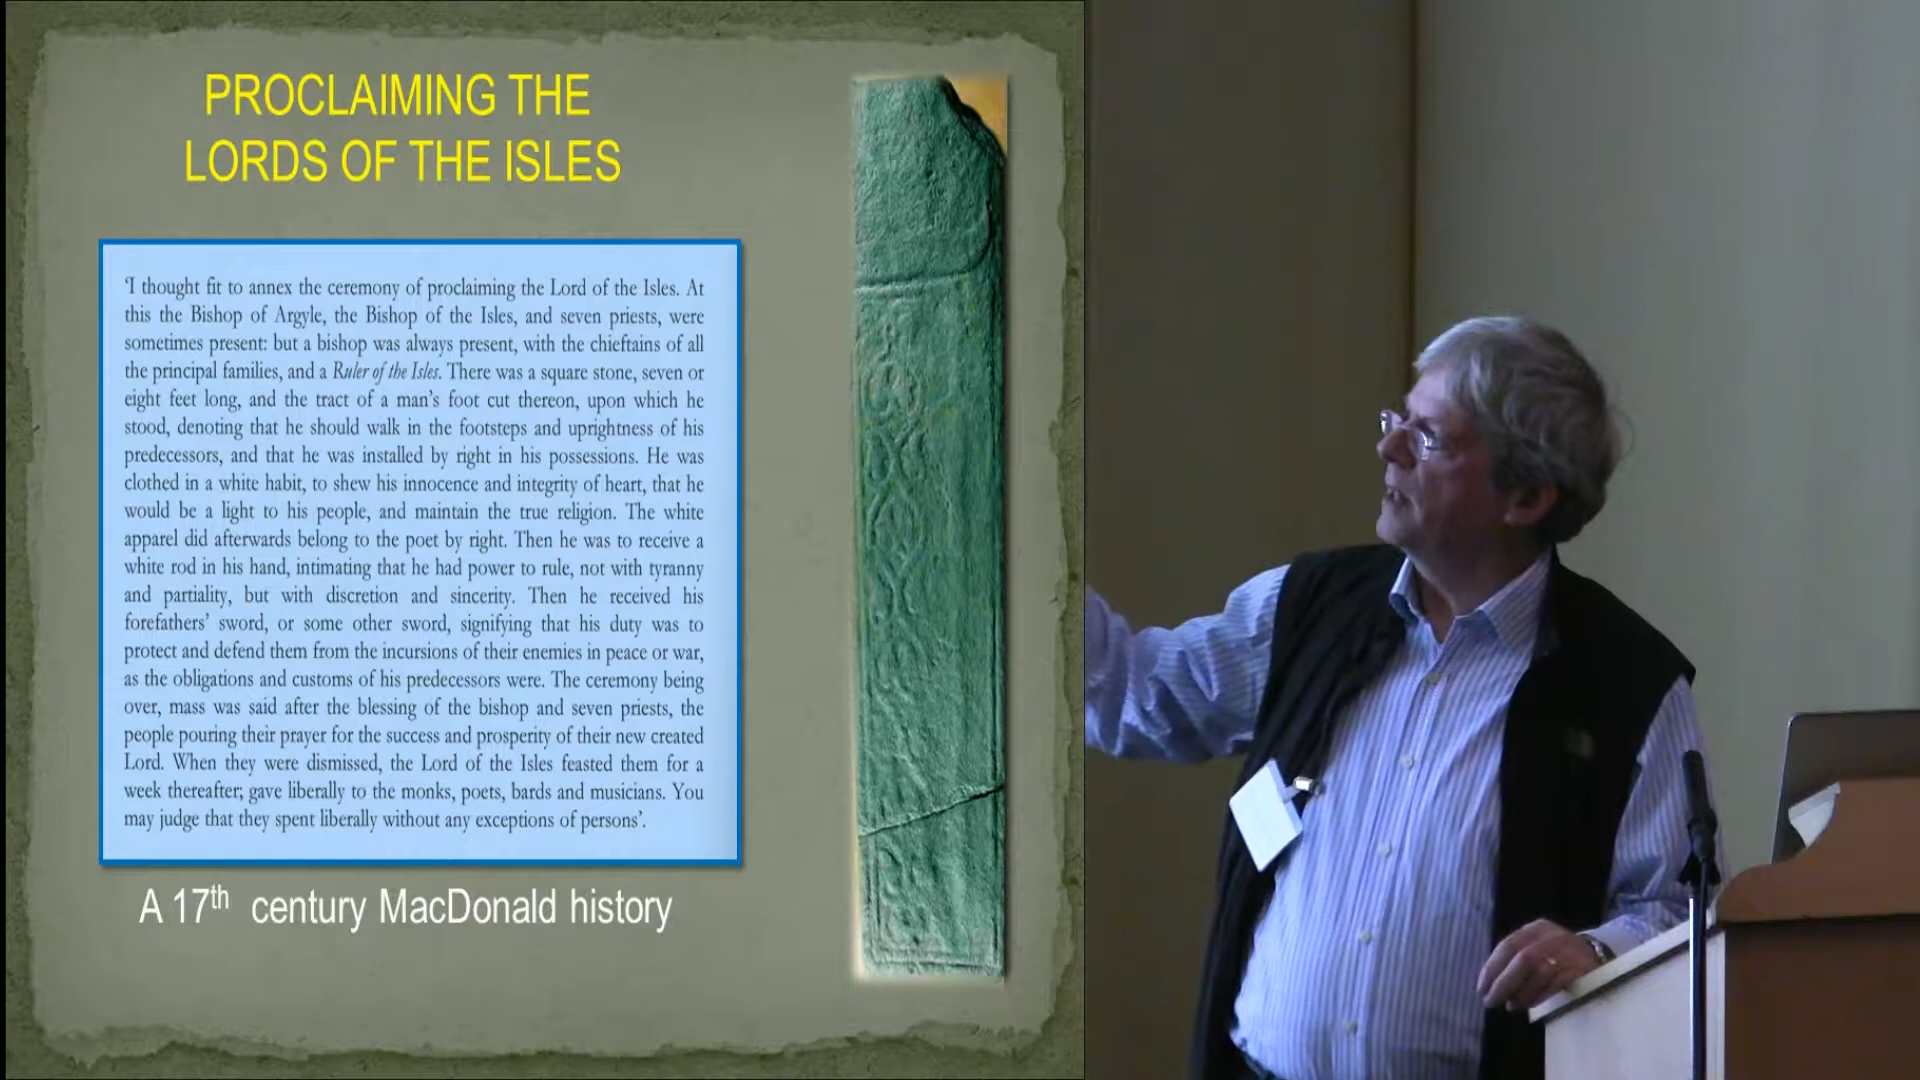 PROCLAIMING THE
LORDS OF THE ISLES
‘I thought fit to annex the ceremony of proclaiming the Lord of the Isles. At
this the Bishop of Argyle, the Bishop of the Isles, and seven priests, were
sometimes present: but a bishop was always present, with the chieftains of all
the principal families, and a Ruler of the Isles. There was a square stone, seven or
eight feet long, and the tract of a man’s foot cut thereon, upon which he
stood, denoting that he should walk in the footsteps and uprightness of his
predecessors, and that he was installed by right in his possessions. He was
clothed in a white habit, to shew his innocence and integrity of heart, that he
would be a light to his people, and maintain the true religion. The white
apparel did afterwards belong to the poet by right. Then he was to receive a
white rod in his hand, intimating that he had power to rule, not with tyranny
and partiality, but with discretion and sincerity. Then he received his
forefathers’ sword, or some other sword, signifying that his duty was to
protect and defend them from the incursions of their enemies in peace or war,
as the obligations and customs of his predecessors were. The ceremony being
over, mass was said after the blessing of the bishop and seven priests, the
people pouring their prayer for the success and prosperity of their new created
Lord. When they were dismissed, the Lord of the Isles feasted them for a
week thereafter; gave liberally to the monks, poets, bards and musicians. You
may judge that they spent liberally without any exceptions of persons’.
A 17th century MacDonald history